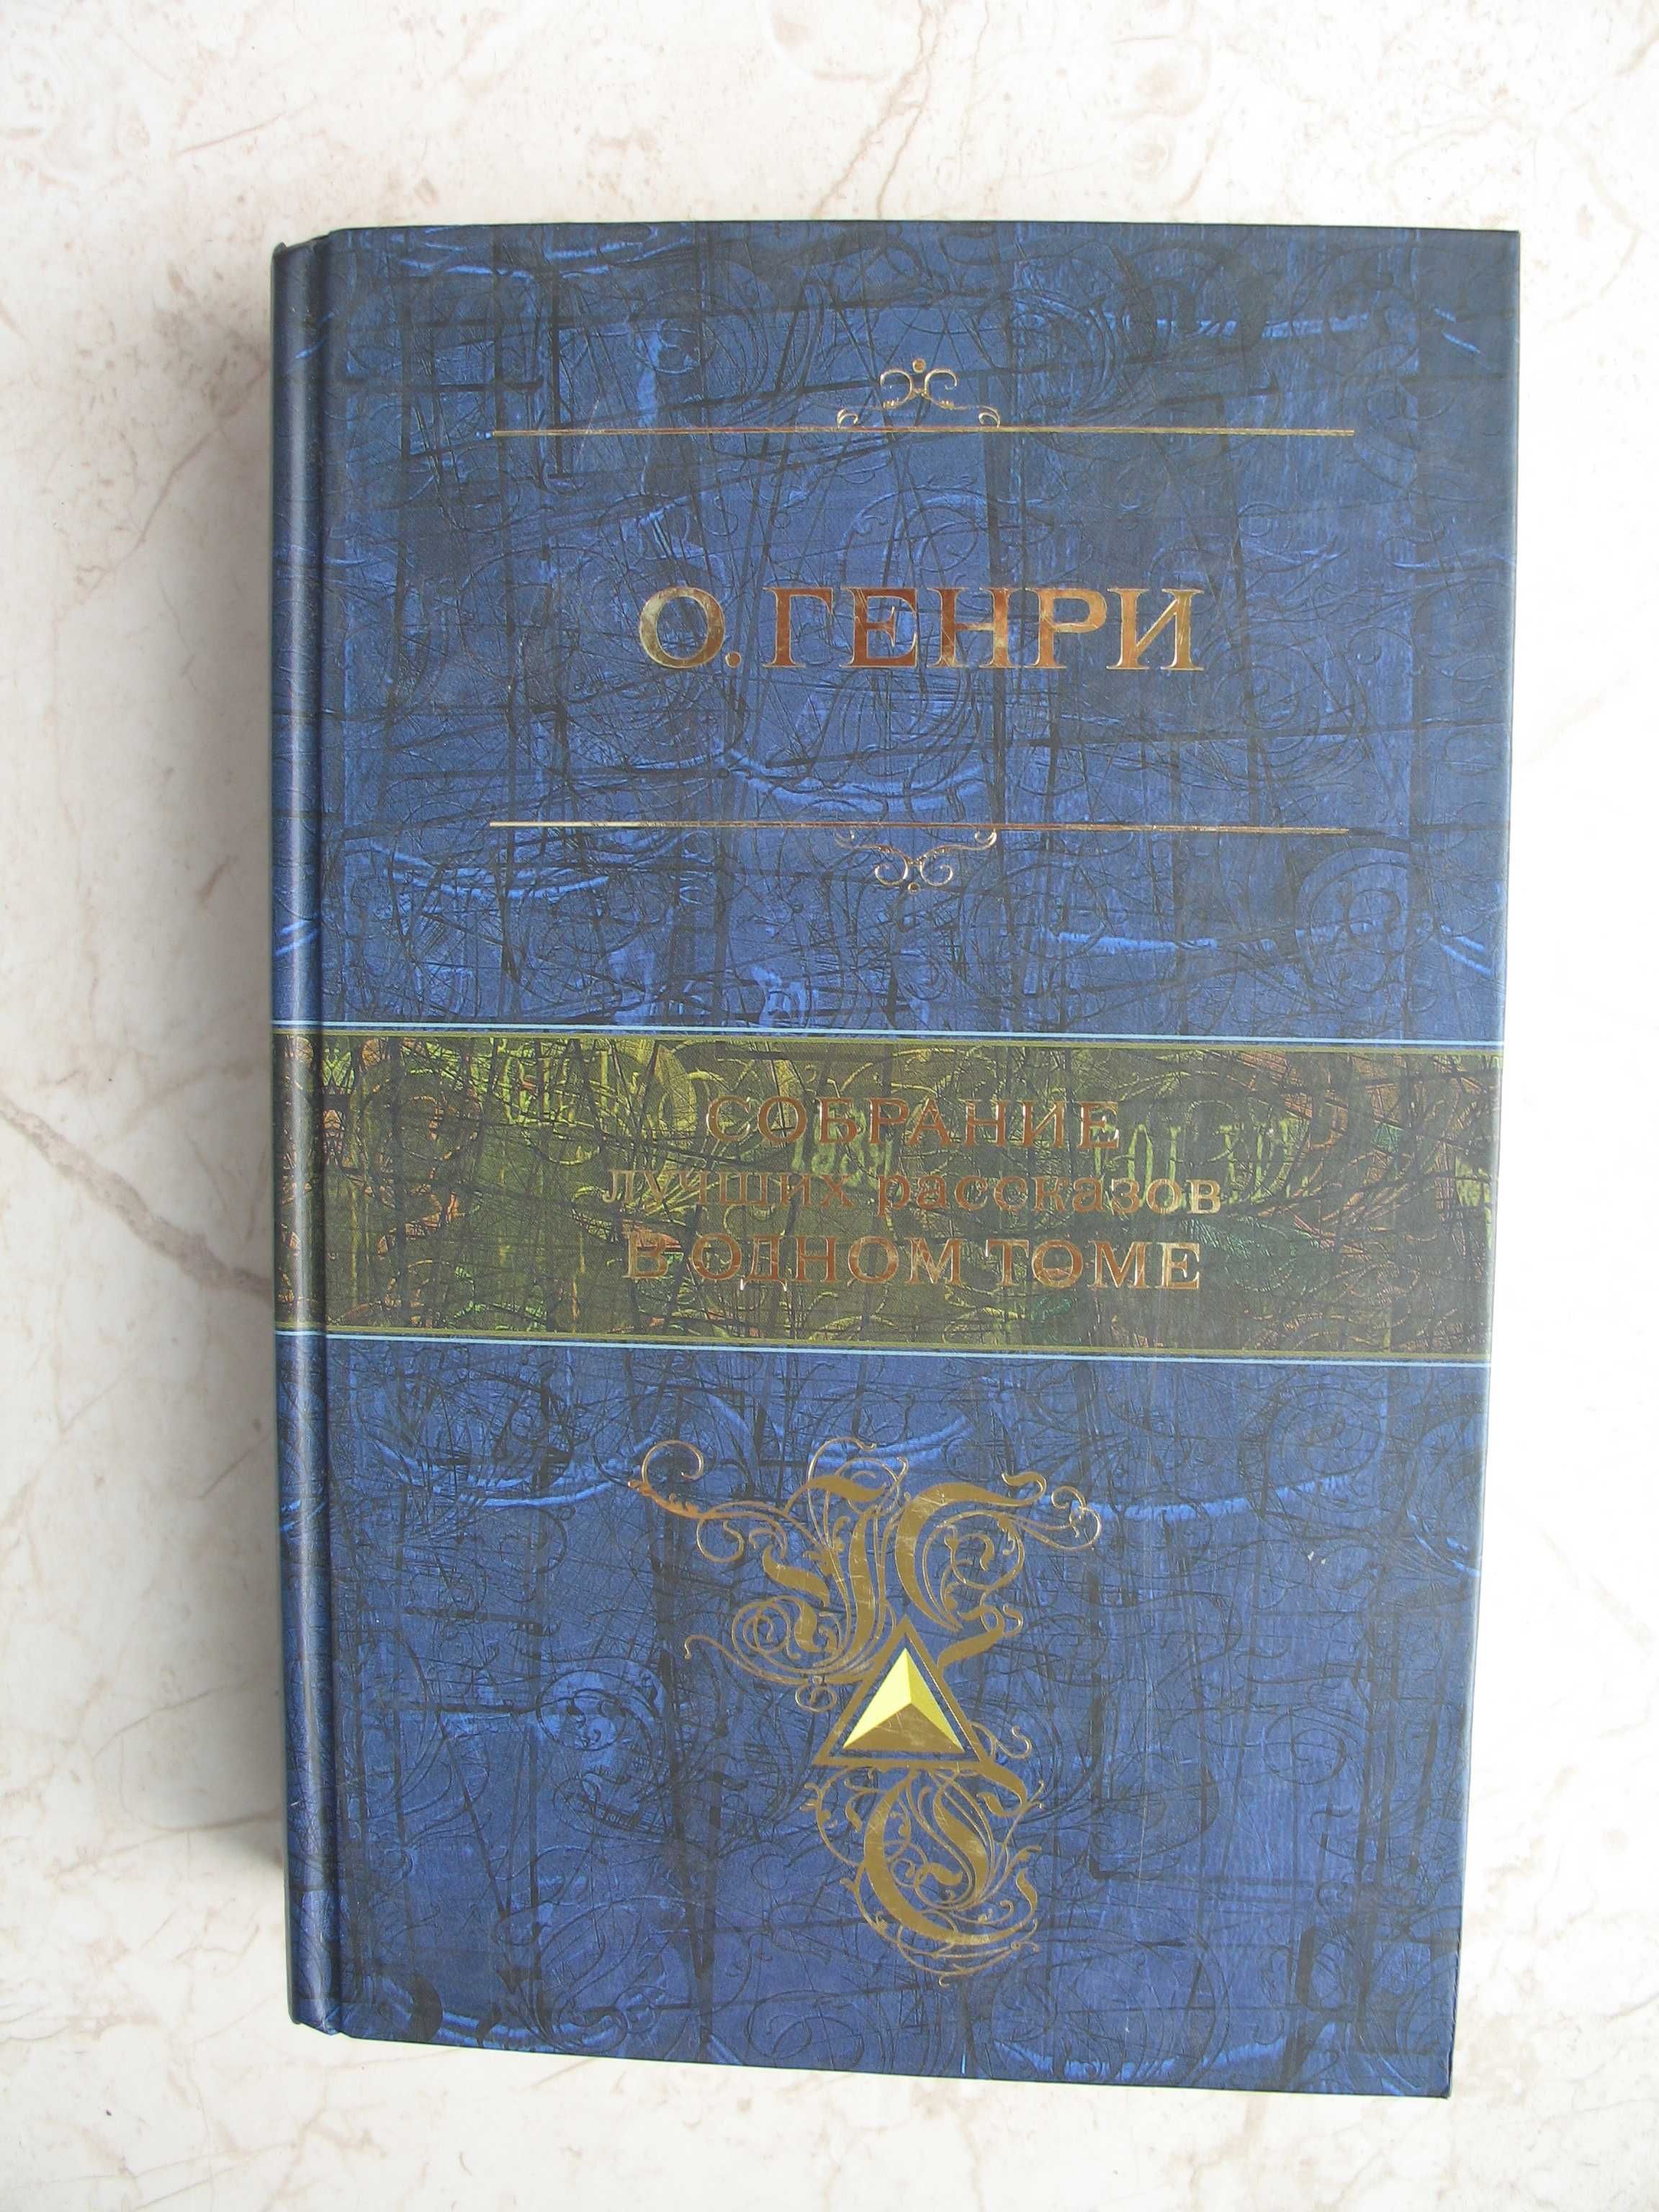 О. ГЕНРИ
СОБРАНИЕ
лучших рассказов
В ОДНОМ ТОМЕ